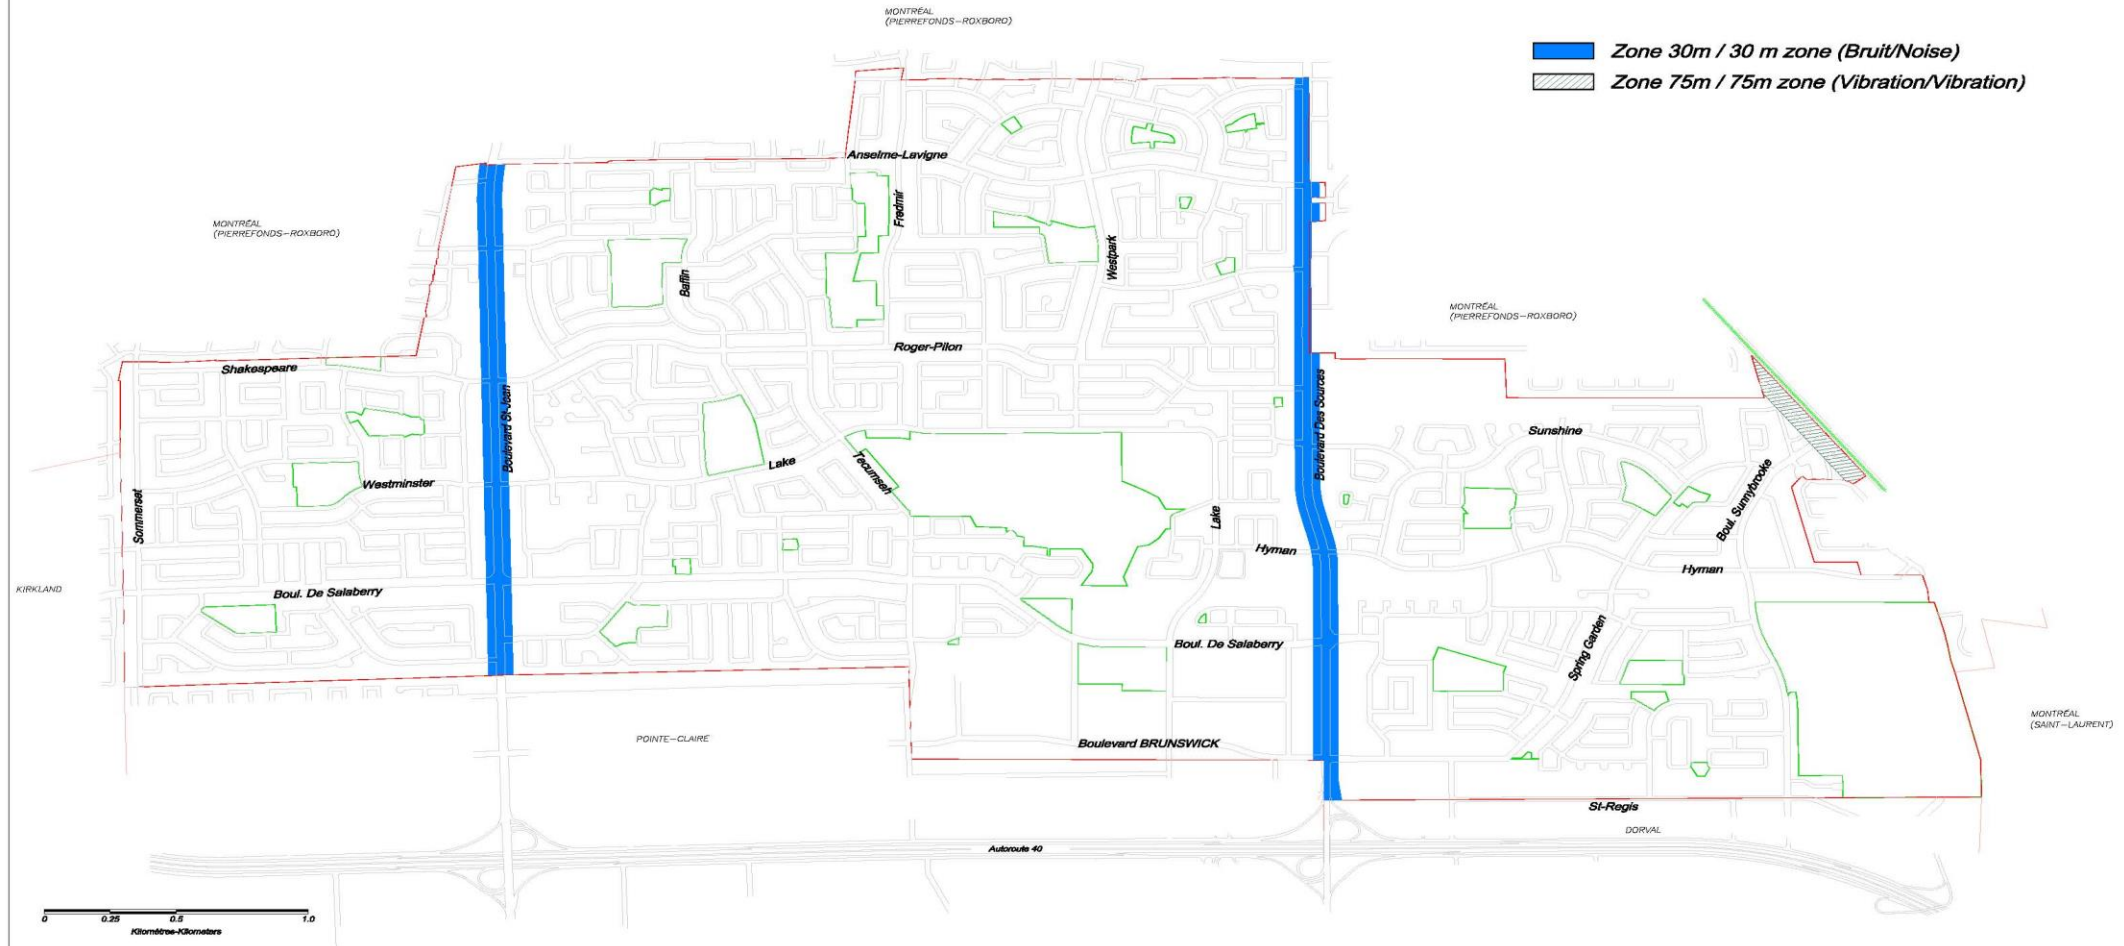 MONTRÉAL
(PIERREFONDS-ROXBORO)
Zone 30m / 30 m zone (Bruit/Noise)
Zone 75m / 75m zone (Vibration/Vibration)
Anselme-Lavigne
Fredmir
MONTRÉAL
(PIERREFONDS-ROXBORO)
Westpark
Baffin
MONTRÉAL
(PIERREFONDS-ROXBORO)
Roger-Pilon
Shakespeare
Boulevard St-Jean
Boulevard Des Sources
Sunshine
Lake
Tecumseh
Westminster
Sommerset
Lake
Boul. Sunnybrooke
Hyman
Hyman
KIRKLAND
Boul. De Salaberry
Boul. De Salaberry
Spring Garden
MONTRÉAL
(SAINT-LAURENT)
POINTE-CLAIRE
Boulevard BRUNSWICK
St-Regis
DORVAL
Autoroute 40
0 0.25 0.5 1.0
Kilomètres-Kilometers